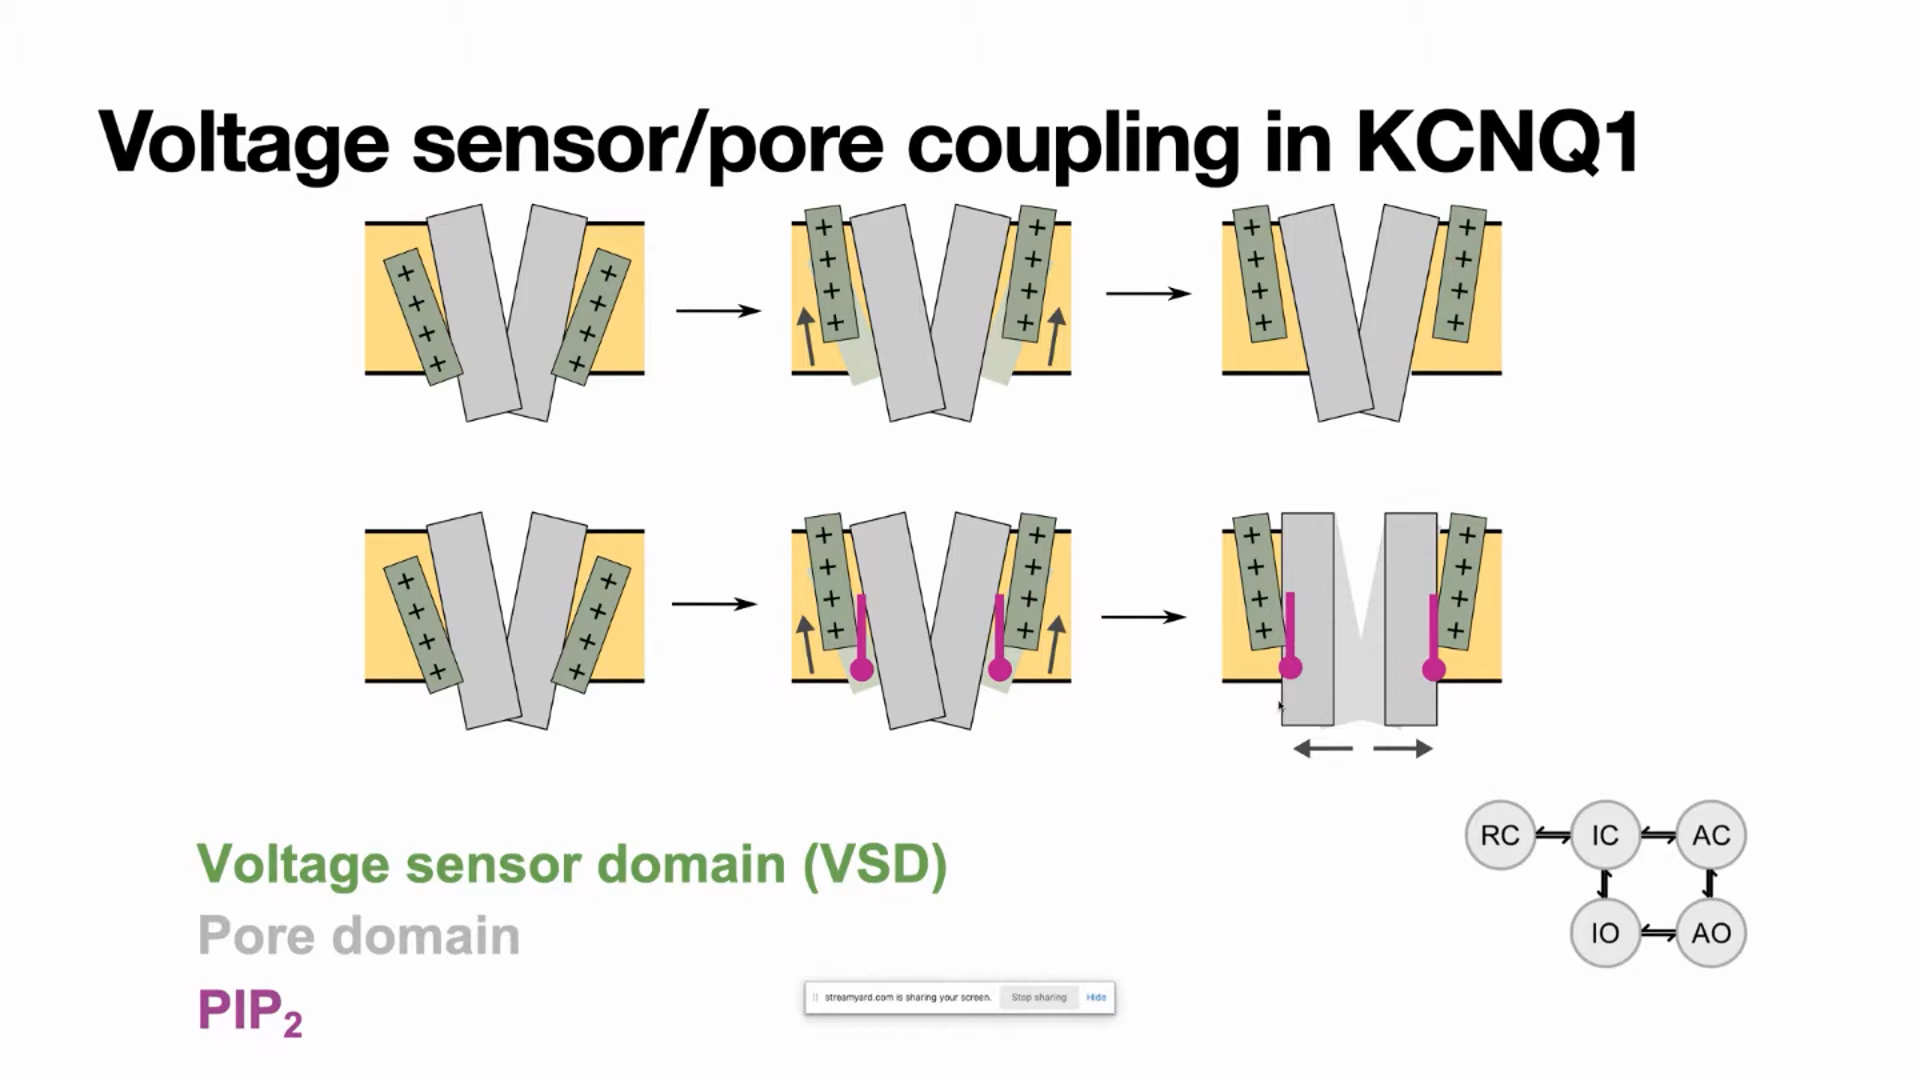 Voltage sensor/pore coupling in KCNQ1
+ + + +
+ + + +
+ + + +
+ + + +
+ + + +
+ + + +
+ + + +
+ + + +
+ + + +
+ + + +
+ + + +
+ + + +
Voltage sensor domain (VSD)
Pore domain
PIP₂
RC IC AC
IO AO
streamyard.com is sharing your screen. Stop sharing Hide